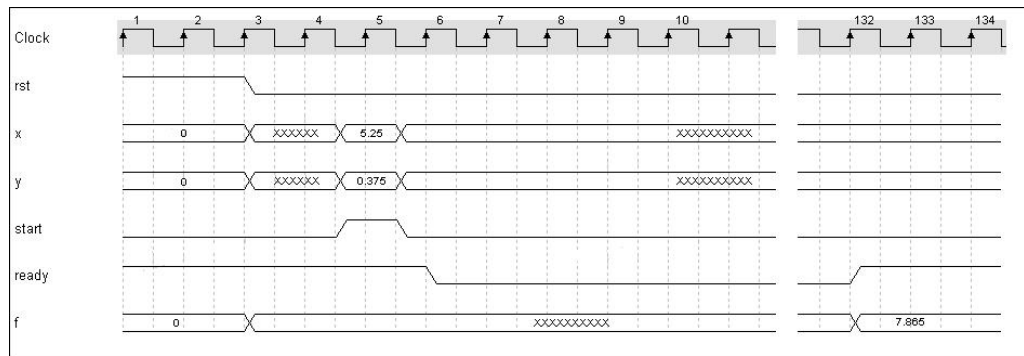 1 2 3 4 5 6 7 8 9 10 132 133 134
Clock
rst
x 0 XXXXXX 5.25 XXXXXXXXXX
y 0 XXXXXX 0.375 XXXXXXXXXX
start
ready
f 0 XXXXXXXXXX 7.865